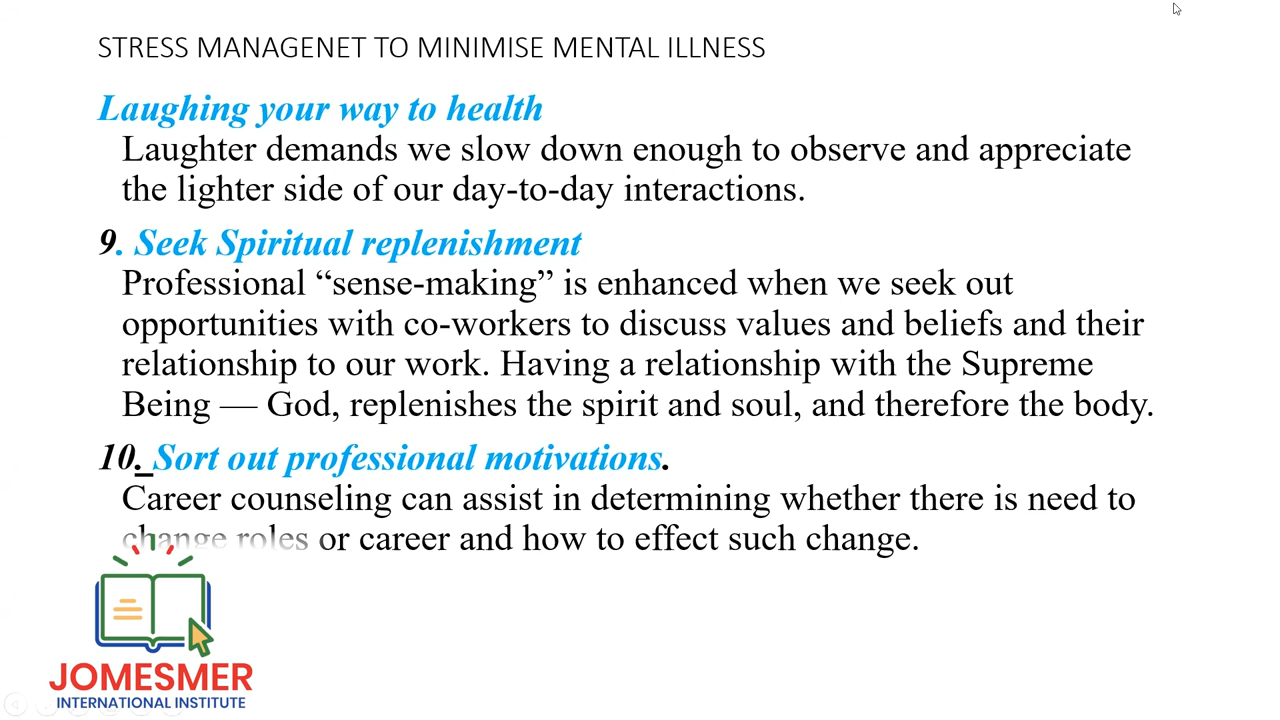 STRESS MANAGENET TO MINIMISE MENTAL ILLNESS
Laughing your way to health
Laughter demands we slow down enough to observe and appreciate
the lighter side of our day-to-day interactions.
9. Seek Spiritual replenishment
Professional “sense-making” is enhanced when we seek out
opportunities with co-workers to discuss values and beliefs and their
relationship to our work. Having a relationship with the Supreme
Being — God, replenishes the spirit and soul, and therefore the body.
10. Sort out professional motivations.
Career counseling can assist in determining whether there is need to
change roles or career and how to effect such change.
JOMESMER
INTERNATIONAL INSTITUTE